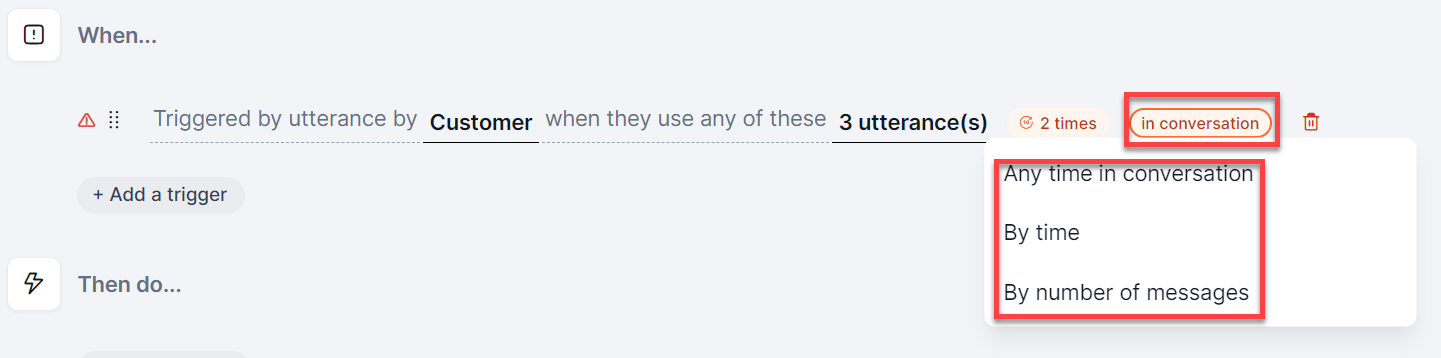 When...
Triggered by utterance by Customer when they use any of these 3 utterance(s) 2 times in conversation
Any time in conversation
+ Add a trigger
By time
Then do...
By number of messages